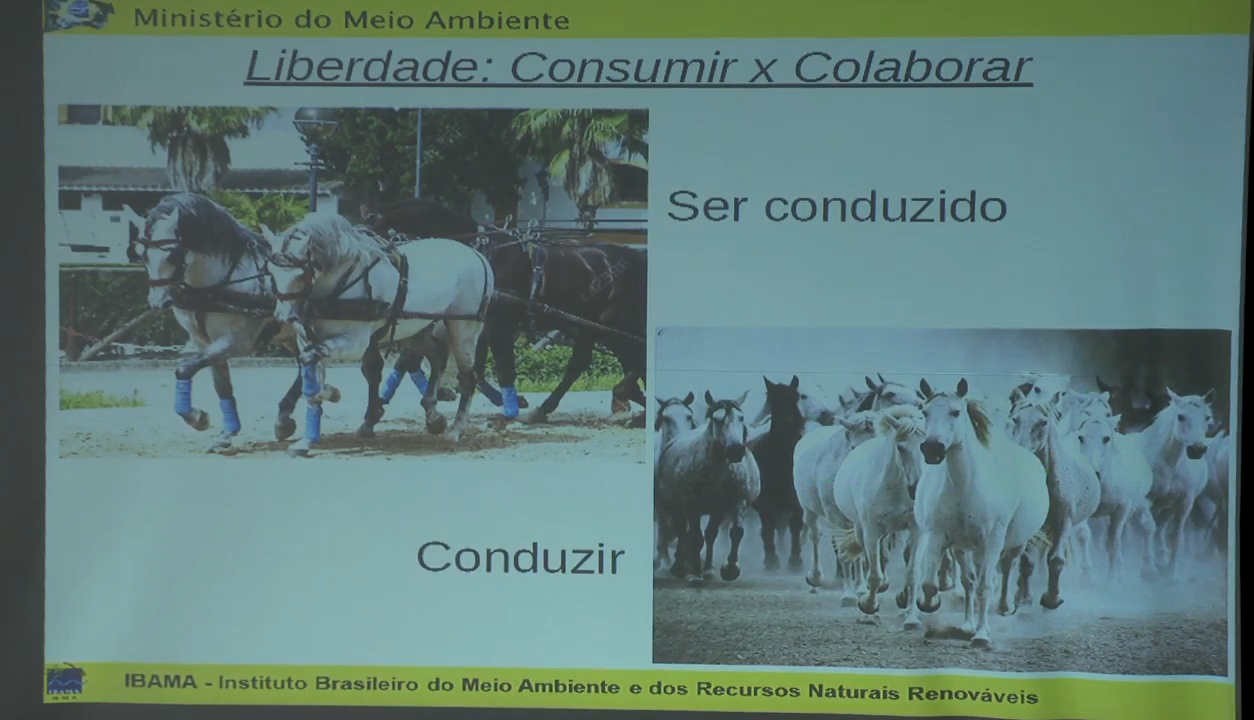 Ministério do Meio Ambiente
Liberdade: Consumir x Colaborar
Ser conduzido
Conduzir
IBAMA
IBAMA - Instituto Brasileiro do Meio Ambiente e dos Recursos Naturais Renováveis